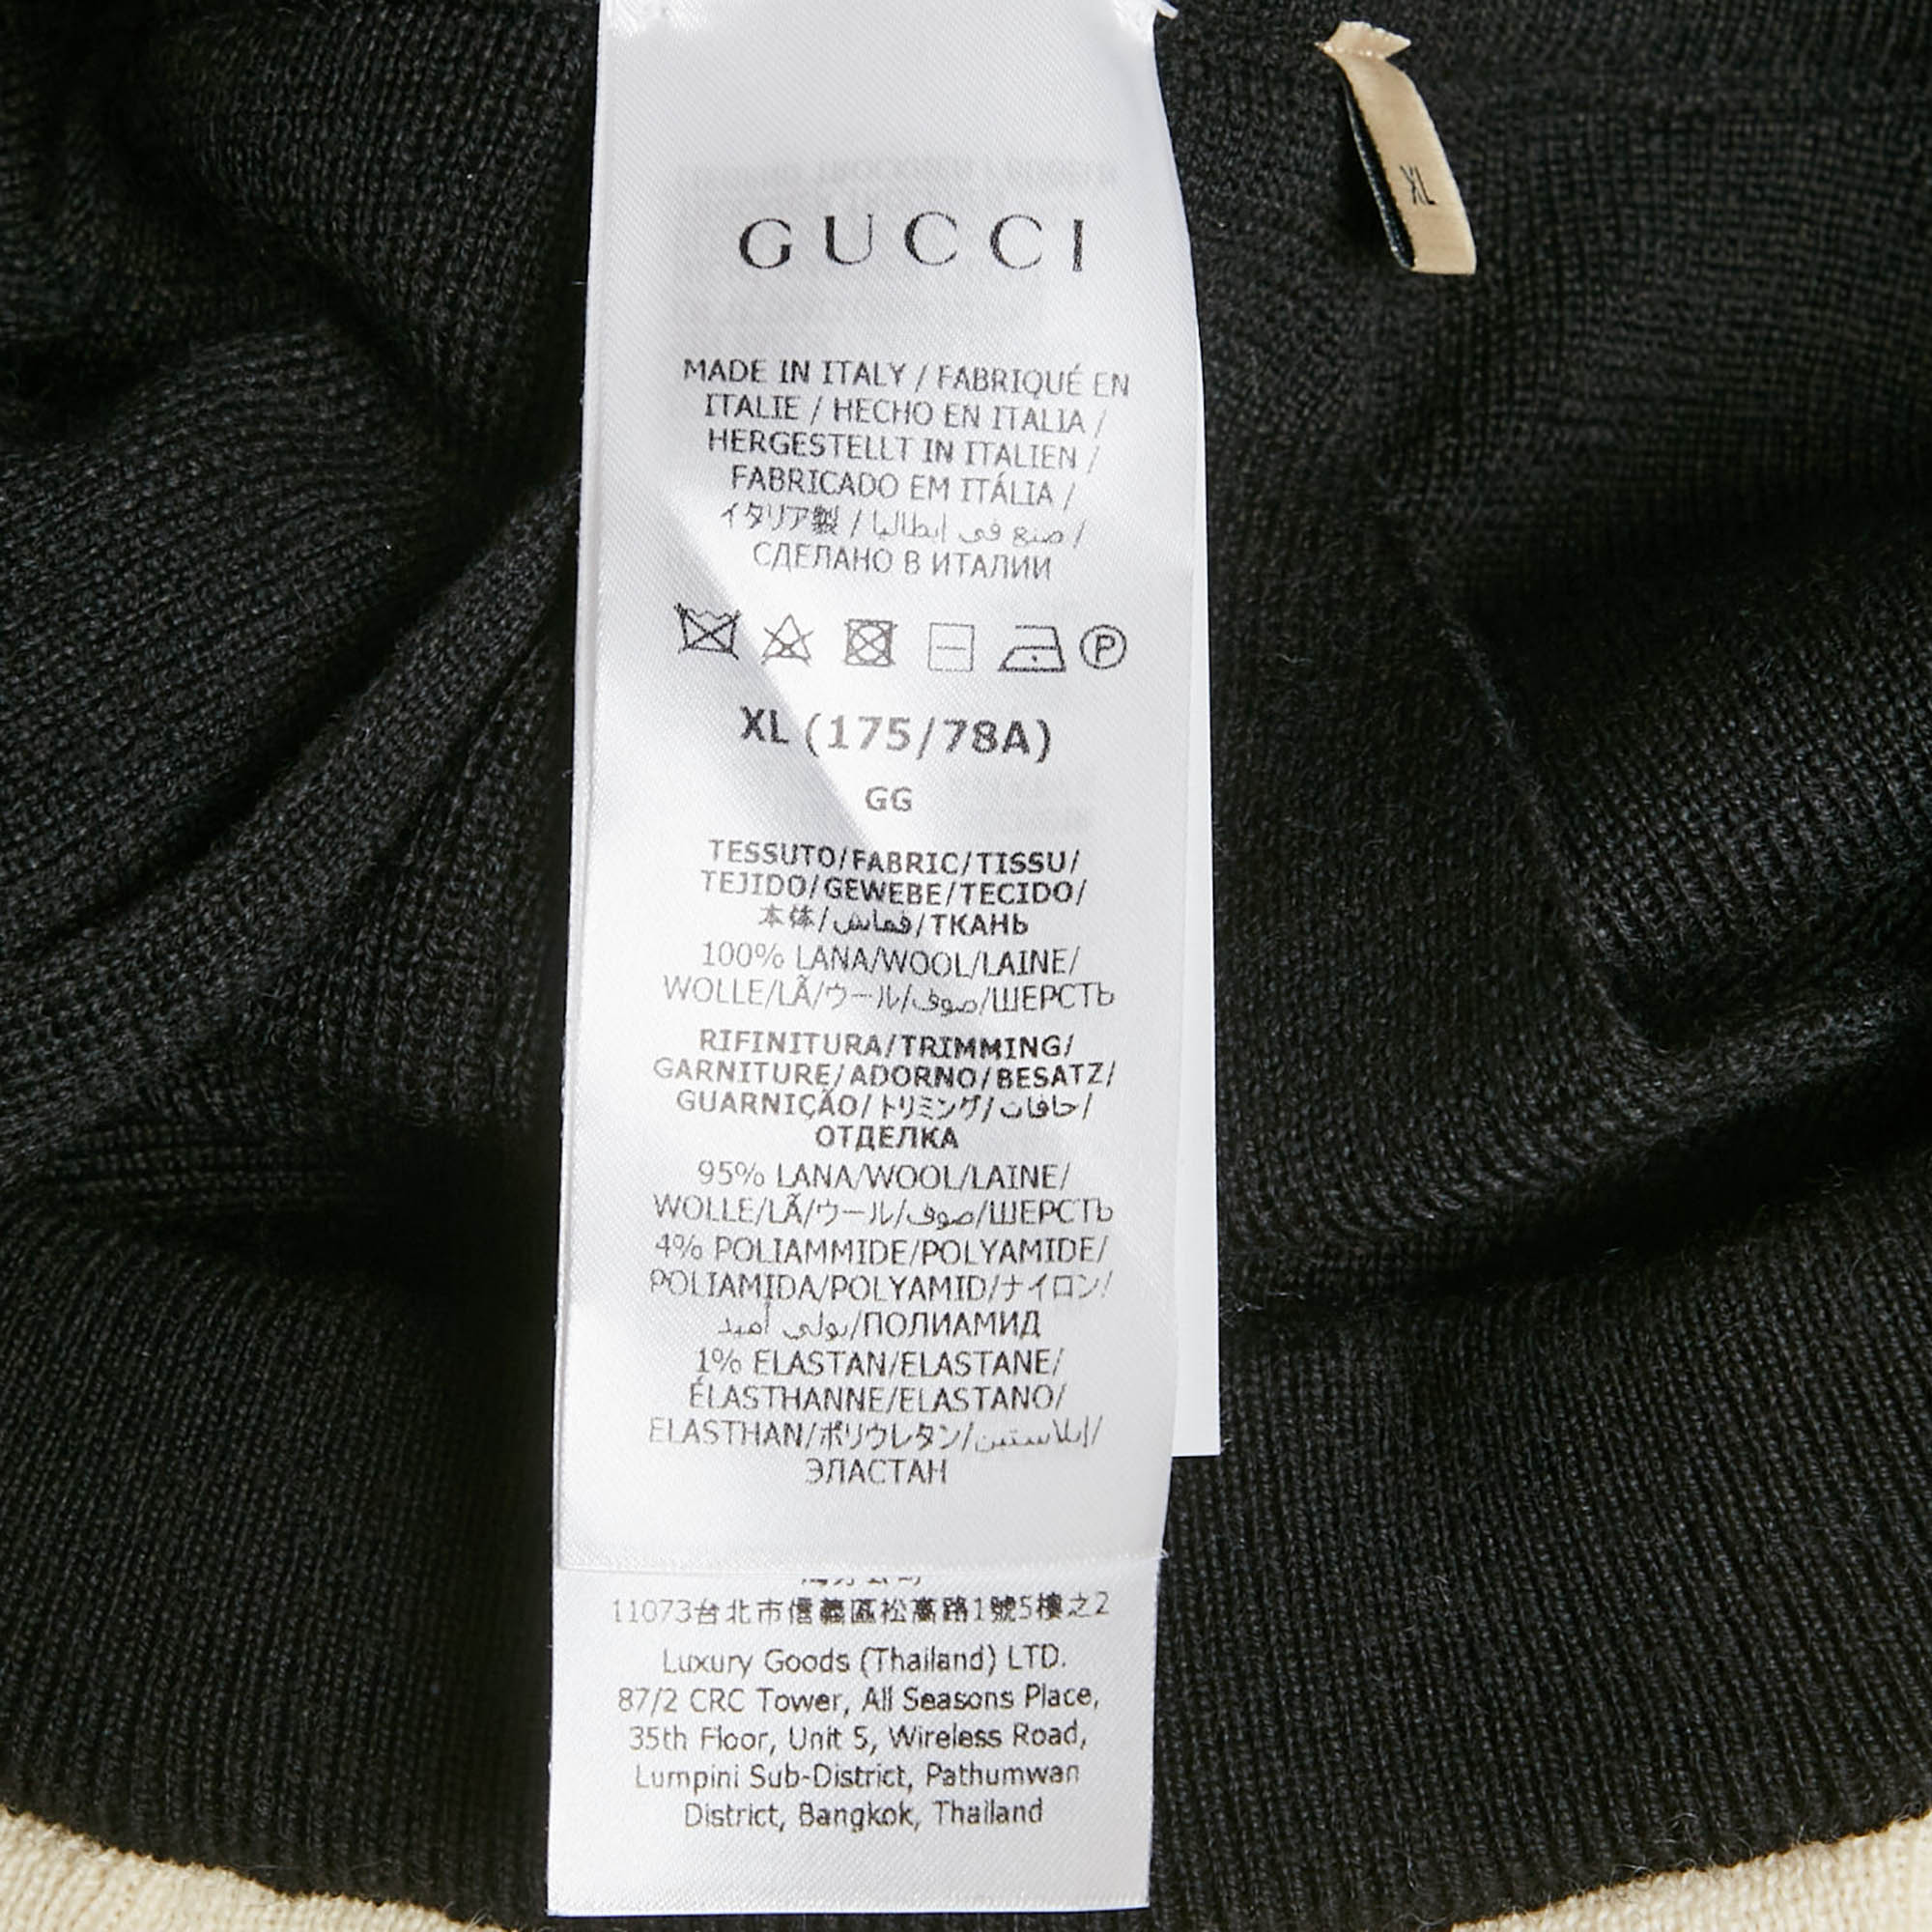 GUCCI
XL
MADE IN ITALY / FABRIQUÉ EN
ITALIE / HECHO EN ITALIA /
HERGESTELLT IN ITALIEN /
FABRICADO EM ITÁLIA /
イタリア製 / صنع في إيطاليا /
СДЕЛАНО В ИТАЛИИ
P
XL (175/78A)
GG
TESSUTO/FABRIC/TISSU/
TEJIDO/GEWEBE/TECIDO/
本体/قماش/ТКАНЬ
100% LANA/WOOL/LAINE/
WOLLE/LÃ/ウール/صوف/ШЕРСТЬ
RIFINITURA/TRIMMING/
GARNITURE/ADORNO/BESATZ/
GUARNIÇÃO/トリミング/حافات/
ОТДЕЛКА
95% LANA/WOOL/LAINE/
WOLLE/LÃ/ウール/صوف/ШЕРСТЬ
4% POLIAMMIDE/POLYAMIDE/
POLIAMIDA/POLYAMID/ナイロン/
بولي أميد/ПОЛИАМИД
1% ELASTAN/ELASTANE/
ÉLASTHANNE/ELASTANO/
ELASTHAN/ポリウレタン/إيلاستين/
ЭЛАСТАН
11073台北市信義區松高路1號5樓之2
Luxury Goods (Thailand) LTD.
87/2 CRC Tower, All Seasons Place,
35th Floor, Unit 5, Wireless Road,
Lumpini Sub-District, Pathumwan
District, Bangkok, Thailand